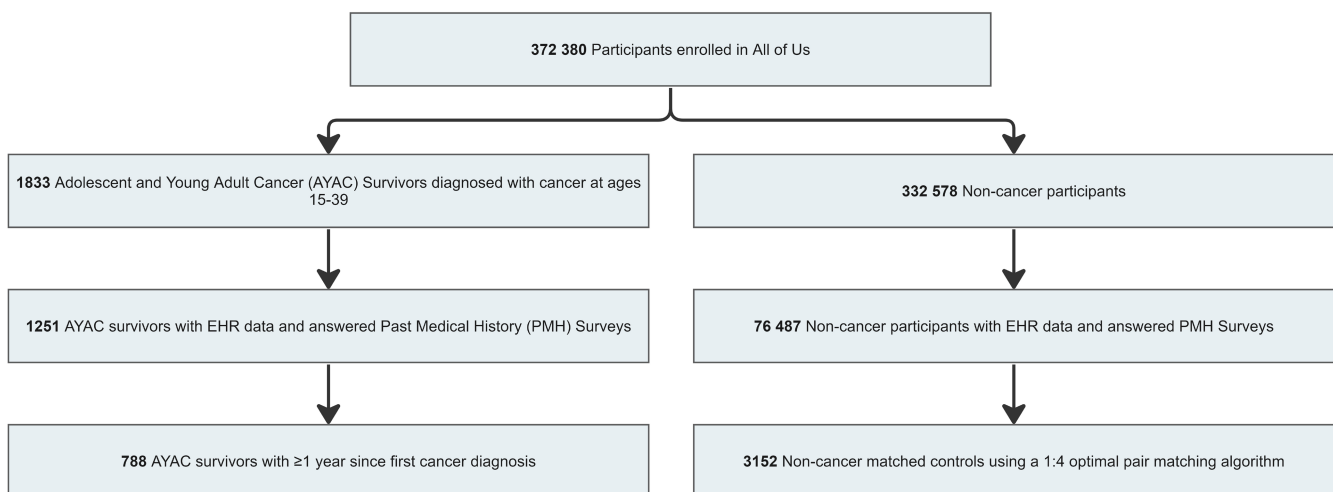 372 380 Participants enrolled in All of Us
1833 Adolescent and Young Adult Cancer (AYAC) Survivors diagnosed with cancer at ages
15-39
332 578 Non-cancer participants
1251 AYAC survivors with EHR data and answered Past Medical History (PMH) Surveys
76 487 Non-cancer participants with EHR data and answered PMH Surveys
788 AYAC survivors with ≥1 year since first cancer diagnosis
3152 Non-cancer matched controls using a 1:4 optimal pair matching algorithm